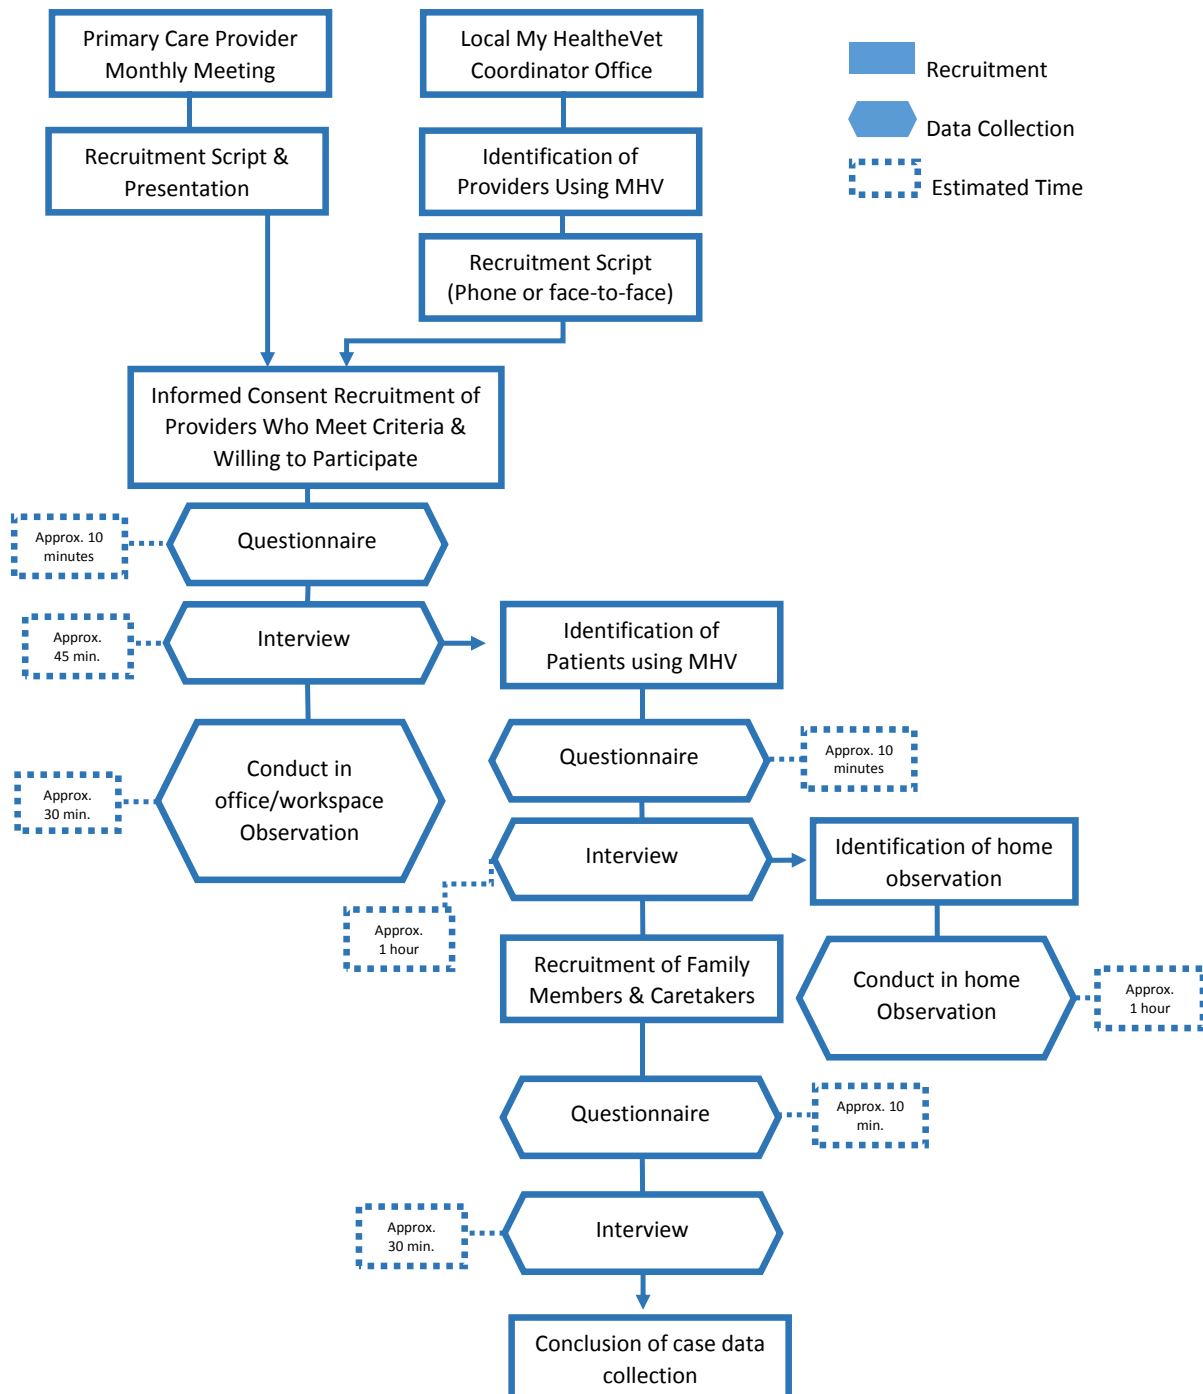 Primary Care Provider
Monthly Meeting
Local My HealtheVet
Coordinator Office
Recruitment
Data Collection
Estimated Time
Recruitment Script &
Presentation
Identification of
Providers Using MHV
Recruitment Script
(Phone or face-to-face)
Informed Consent Recruitment of
Providers Who Meet Criteria &
Willing to Participate
Approx. 10
minutes
Questionnaire
Approx.
45 min.
Interview
Identification of
Patients using MHV
Approx.
30 min.
Conduct in
office/workspace
Observation
Questionnaire
Approx. 10
minutes
Interview
Approx.
1 hour
Identification of home
observation
Recruitment of Family
Members & Caretakers
Conduct in home
Observation
Approx.
1 hour
Questionnaire
Approx. 10
min.
Approx.
30 min.
Interview
Conclusion of case data
collection